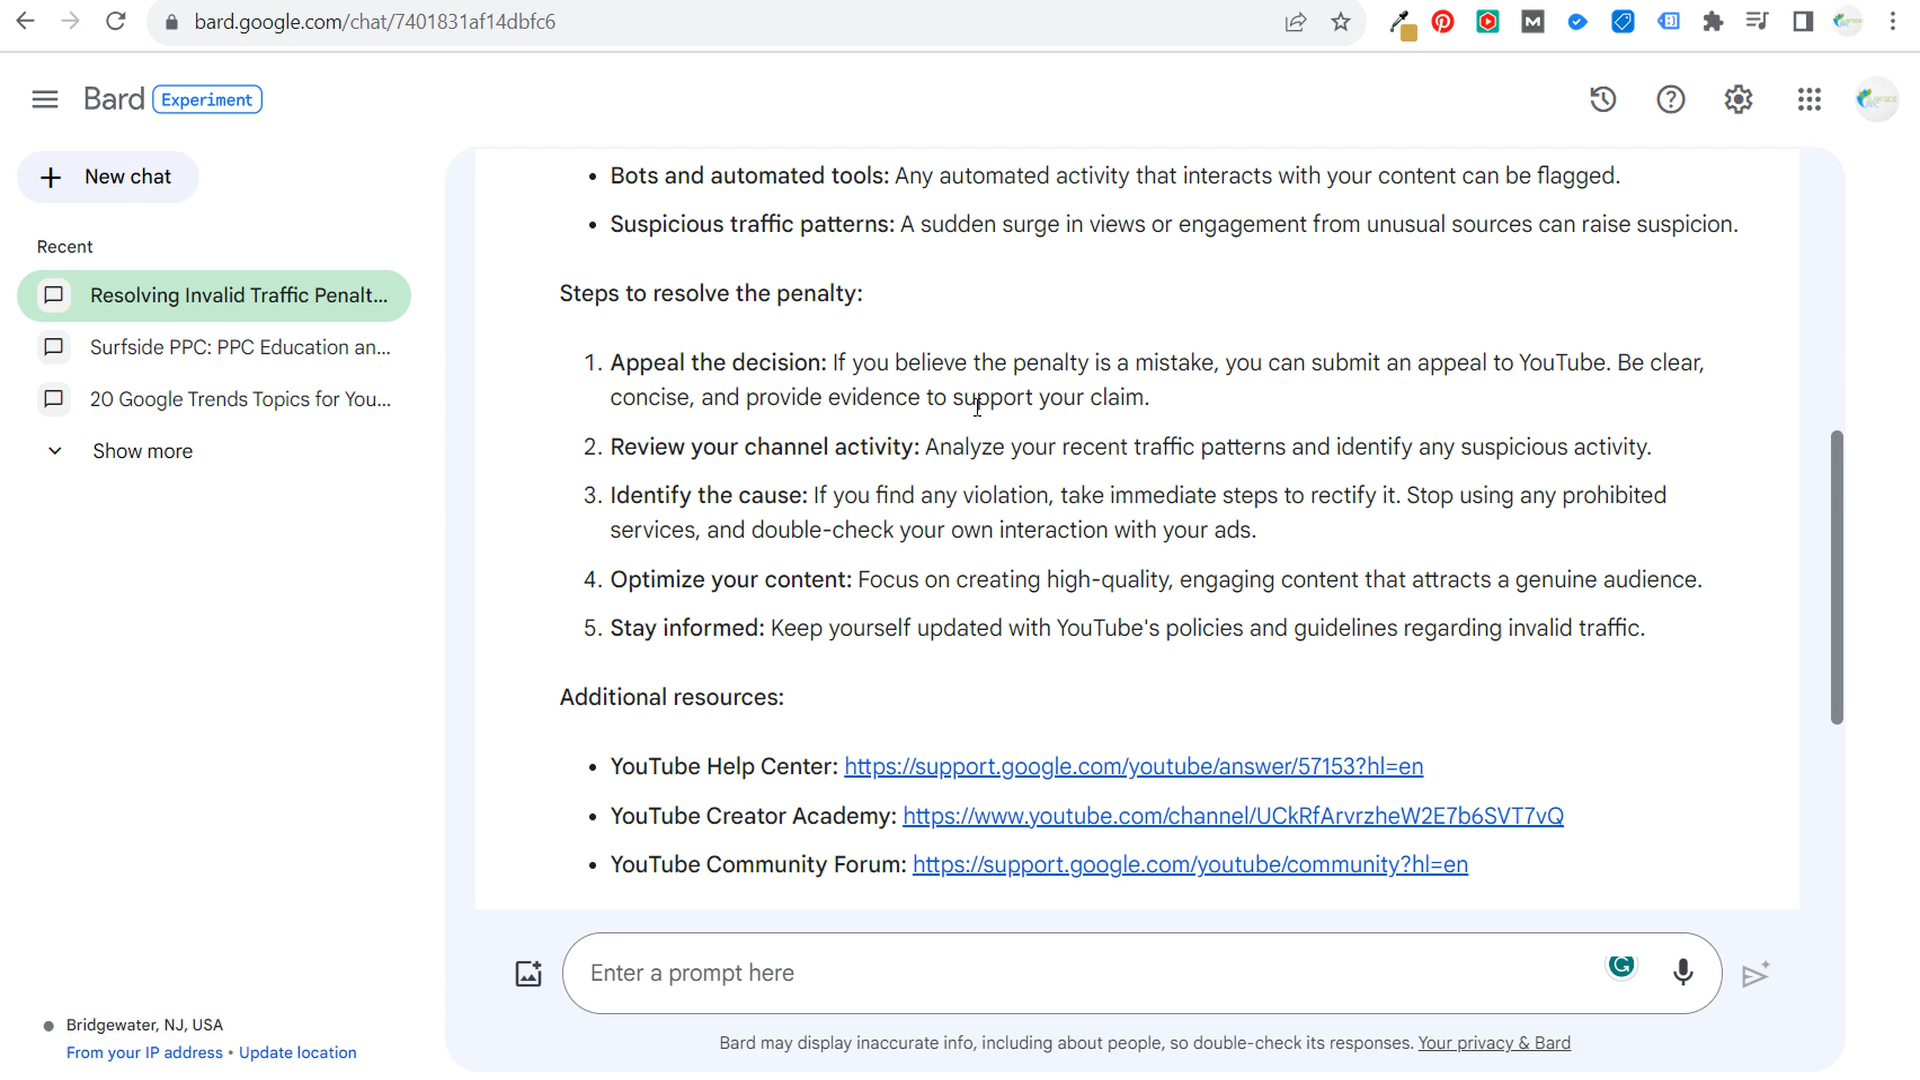 bard.google.com/chat/7401831af14dbfc6
Bard Experiment
New chat
Recent
Resolving Invalid Traffic Penalt...
Surfside PPC: PPC Education an...
20 Google Trends Topics for You...
Show more
• Bots and automated tools: Any automated activity that interacts with your content can be flagged.
• Suspicious traffic patterns: A sudden surge in views or engagement from unusual sources can raise suspicion.
Steps to resolve the penalty:
1. Appeal the decision: If you believe the penalty is a mistake, you can submit an appeal to YouTube. Be clear,
concise, and provide evidence to support your claim.
2. Review your channel activity: Analyze your recent traffic patterns and identify any suspicious activity.
3. Identify the cause: If you find any violation, take immediate steps to rectify it. Stop using any prohibited
services, and double-check your own interaction with your ads.
4. Optimize your content: Focus on creating high-quality, engaging content that attracts a genuine audience.
5. Stay informed: Keep yourself updated with YouTube's policies and guidelines regarding invalid traffic.
Additional resources:
• YouTube Help Center: https://support.google.com/youtube/answer/57153?hl=en
• YouTube Creator Academy: https://www.youtube.com/channel/UCkRfArvrzheW2E7b6SVT7vQ
• YouTube Community Forum: https://support.google.com/youtube/community?hl=en
Enter a prompt here
Bridgewater, NJ, USA
From your IP address • Update location
Bard may display inaccurate info, including about people, so double-check its responses. Your privacy & Bard